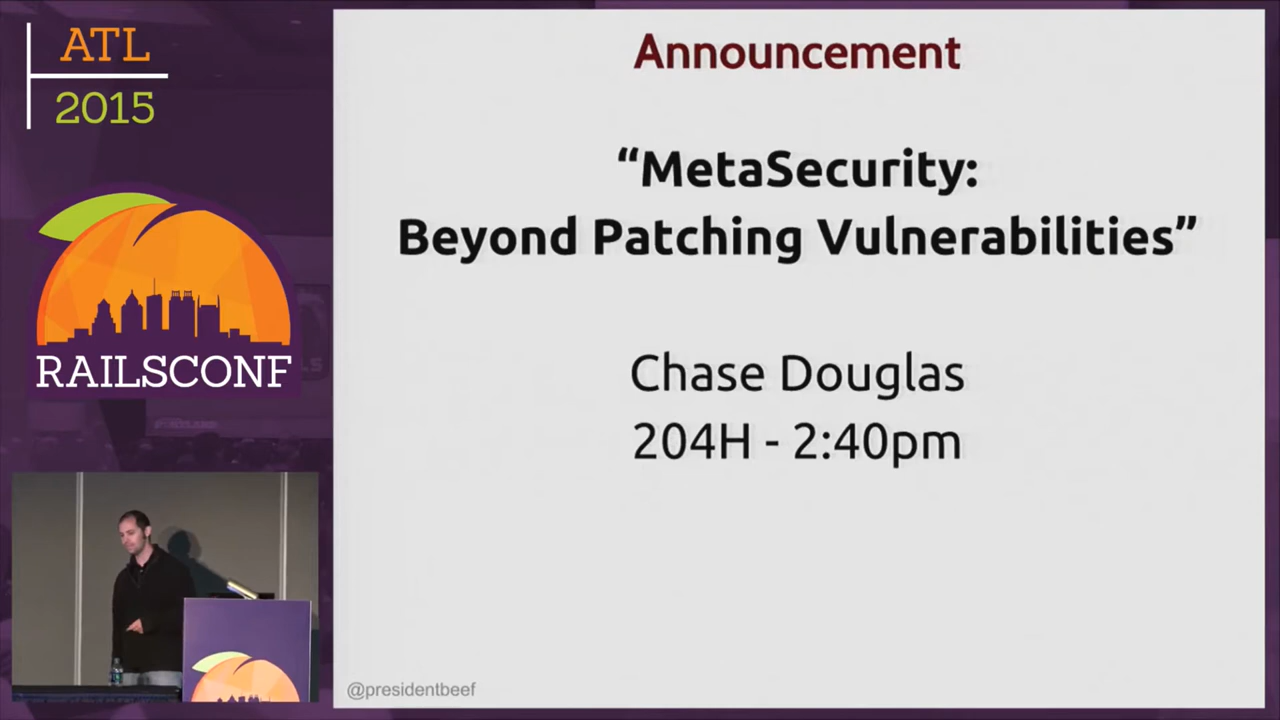 ATL
2015
RAILSCONF
Announcement
“MetaSecurity:
Beyond Patching Vulnerabilities”
Chase Douglas
204H - 2:40pm
@presidentbeef